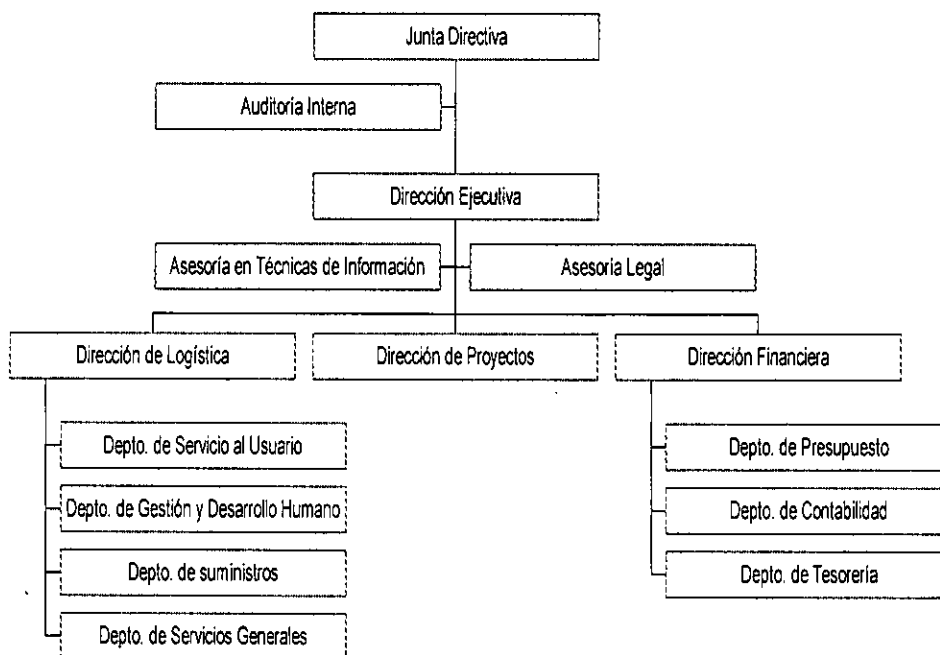 Junta Directiva
Auditoría Interna
Dirección Ejecutiva
Asesoría en Técnicas de Información
Asesoria Legal
Dirección de Logística
Dirección de Proyectos
Dirección Financiera
Depto. de Servicio al Usuario
Depto. de Gestión y Desarrollo Humano
Depto. de suministros
Depto. de Servicios Generales
Depto. de Presupuesto
Depto. de Contabilidad
Depto. de Tesorería